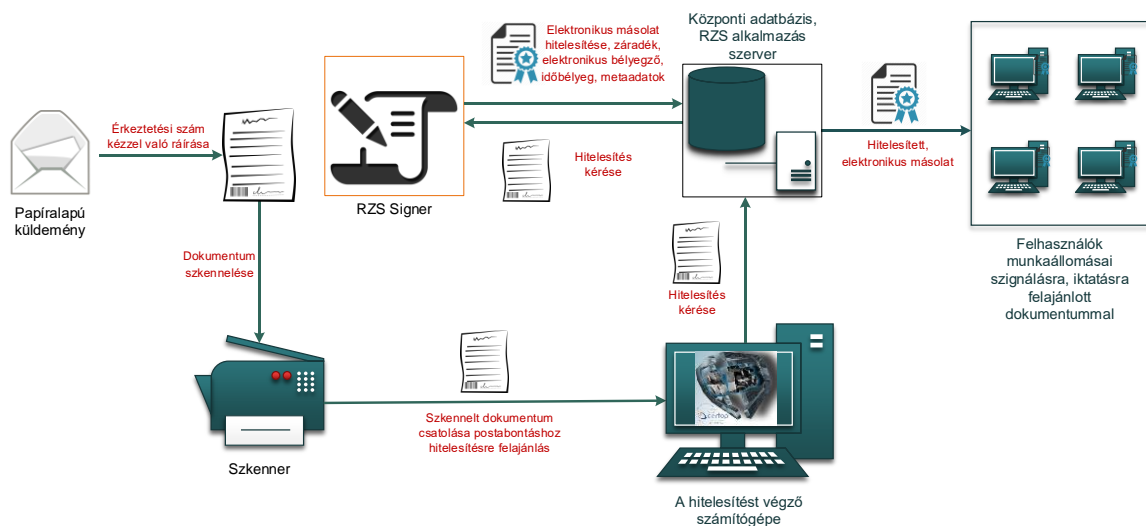 Papíralapú
küldemény
Érkeztetési szám
kézzel való ráírása
Dokumentum
szkennelése
Szkenner
Szkennelt dokumentum
csatolása postabontáshoz
hitelesítésre felajánlás
certop
A hitelesítést végző
számítógépe
Hitelesítés
kérése
Központi adatbázis,
RZS alkalmazás
szerver
Hitelesítés
kérése
RZS Signer
Elektronikus másolat
hitelesítése, záradék,
elektronikus bélyegző,
időbélyeg, metaadatok
Hitelesített,
elektronikus másolat
Felhasználók
munkaállomásai
szignálásra, iktatásra
felajánlott
dokumentummal